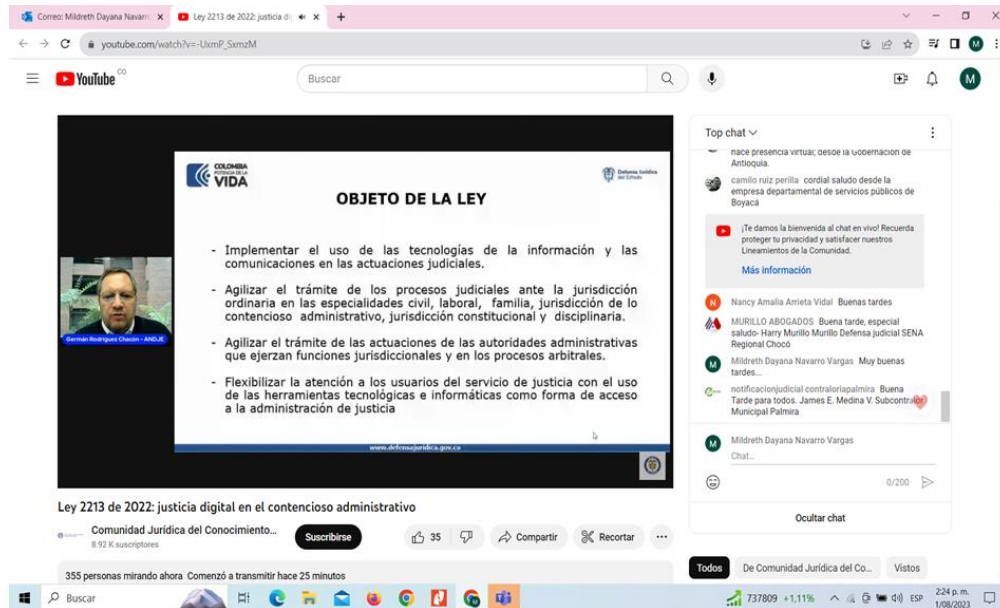 Correo: Mildreth Dayana Navarr
Ley 2213 de 2022: justicia di
youtube.com/watch?v=-UxmP_SxmzM
YouTube CO
Buscar
M
COLOMBIA
POTENCIA DE LA
VIDA
Defensa Jurídica
del Estado
OBJETO DE LA LEY
- Implementar el uso de las tecnologías de la información y las
comunicaciones en las actuaciones judiciales.
- Agilizar el trámite de los procesos judiciales ante la jurisdicción
ordinaria en las especialidades civil, laboral, familia, jurisdicción de lo
contencioso administrativo, jurisdicción constitucional y disciplinaria.
- Agilizar el trámite de las actuaciones de las autoridades administrativas
que ejerzan funciones jurisdiccionales y en los procesos arbitrales.
- Flexibilizar la atención a los usuarios del servicio de justicia con el uso
de las herramientas tecnológicas e informáticas como forma de acceso
a la administración de justicia
www.defensajuridica.gov.co
Germán Rodríguez Chacón - ANDJE
Ley 2213 de 2022: justicia digital en el contencioso administrativo
Comunidad Jurídica del Conocimiento...
8.92 K suscriptores
Suscribirse
35
Compartir
Recortar
355 personas mirando ahora Comenzó a transmitir hace 25 minutos
Top chat
hace presencia virtual; desde la Gobernación de
Antioquia.
camilo ruiz perilla cordial saludo desde la
empresa departamental de servicios públicos de
Boyacá
¡Te damos la bienvenida al chat en vivo! Recuerda
proteger tu privacidad y satisfacer nuestros
Lineamientos de la Comunidad.
Más información
N Nancy Amalia Arrieta Vidal Buenas tardes
MURILLO ABOGADOS Buena tarde, especial
saludo- Harry Murillo Defensa judicial SENA
Regional Chocó
M Mildreth Dayana Navarro Vargas Muy buenas
tardes...
notificacionjudicial contraloriapalmira Buena
Tarde para todos. James E. Medina V. Subcontralor
Municipal Palmira
M Mildreth Dayana Navarro Vargas
Chat...
0/200
Ocultar chat
Todos
De Comunidad Jurídica del Co...
Vistos
Buscar
737809 +1,11%
ESP
2:24 p. m.
1/08/2023